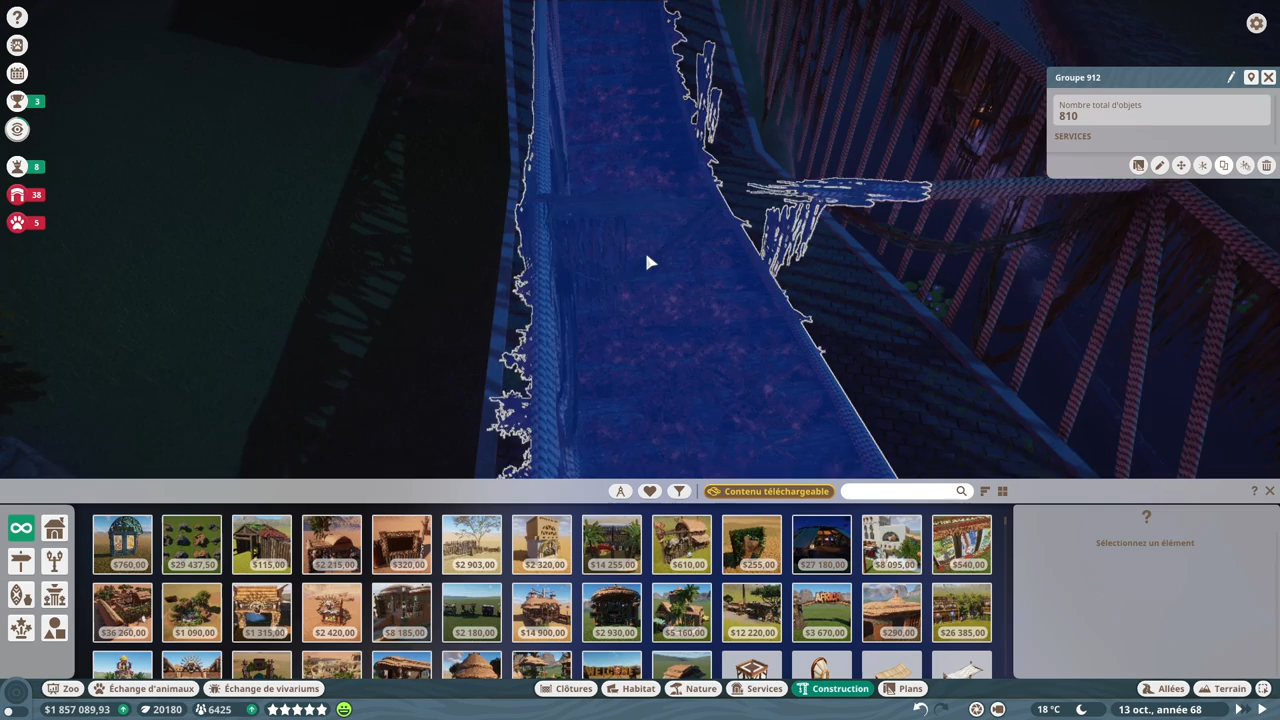 ?
3
8
38
5
Groupe 912
Nombre total d'objets
810
SERVICES
Contenu téléchargeable
?
$760,00
$29 437,50
$115,00
$2 215,00
$320,00
$2 903,00
$2 320,00
$14 255,00
$610,00
$255,00
$27 180,00
$8 095,00
$540,00
$36 260,00
$1 090,00
$1 315,00
$2 420,00
$8 185,00
$2 180,00
$14 900,00
$2 930,00
$5 160,00
$12 220,00
$3 670,00
$290,00
$26 385,00
?
Sélectionnez un élément
Zoo
Échange d'animaux
Échange de vivariums
Clôtures
Habitat
Nature
Services
Construction
Plans
Allées
Terrain
$1 857 089,93
20180
6425
18 °C
13 oct., année 68